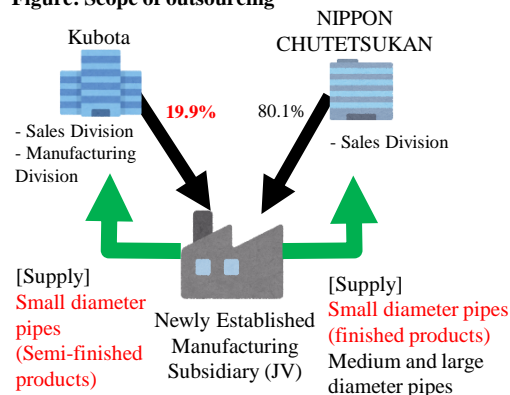 Figure: Scope of outsourcing
NIPPON
CHUTETSUKAN
Kubota
19.9%
80.1%
- Sales Division
- Manufacturing
Division
- Sales Division
[Supply]
Small diameter
pipes
(Semi-finished
products)
Newly Established
Manufacturing
Subsidiary (JV)
[Supply]
Small diameter pipes
(finished products)
Medium and large
diameter pipes